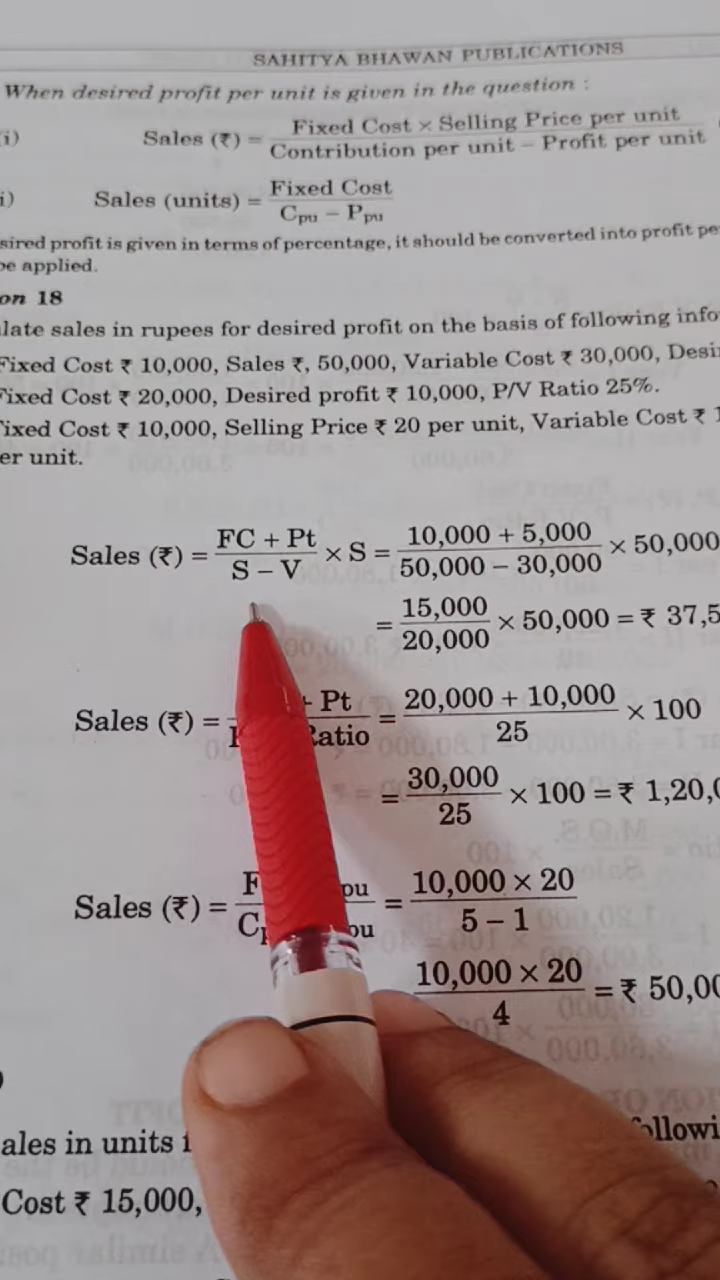 SAHITYA BHAWAN PUBLICATIONS
When desired profit per unit is given in the question :
i) Sales (₹) = Fixed Cost × Selling Price per unit / Contribution per unit − Profit per unit
i) Sales (units) = Fixed Cost / Cpu − Ppu
sired profit is given in terms of percentage, it should be converted into profit pe
be applied.
on 18
late sales in rupees for desired profit on the basis of following info
Fixed Cost ₹ 10,000, Sales ₹, 50,000, Variable Cost ₹ 30,000, Desi
Fixed Cost ₹ 20,000, Desired profit ₹ 10,000, P/V Ratio 25%.
Fixed Cost ₹ 10,000, Selling Price ₹ 20 per unit, Variable Cost ₹ 1
er unit.
Sales (₹) = FC + Pt / S − V × S = 10,000 + 5,000 / 50,000 − 30,000 × 50,000
= 15,000 / 20,000 × 50,000 = ₹ 37,5
Sales (₹) = + Pt / Ratio = 20,000 + 10,000 / 25 × 100
= 30,000 / 25 × 100 = ₹ 1,20,0
Sales (₹) = F pu / C pu = 10,000 × 20 / 5 − 1
10,000 × 20 / 4 = ₹ 50,00
ales in units followi
Cost ₹ 15,000,